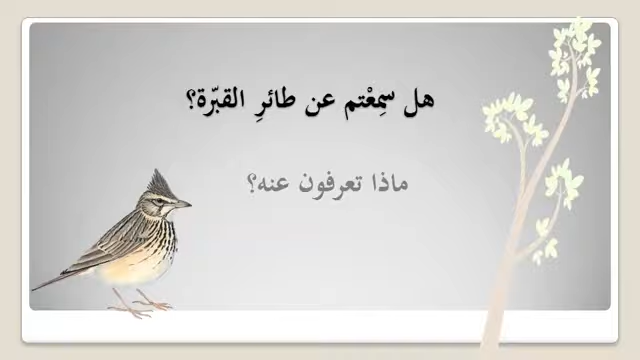 هل سمِعْتم عن طائرِ القبّرة؟
ماذا تعرفون عنه؟